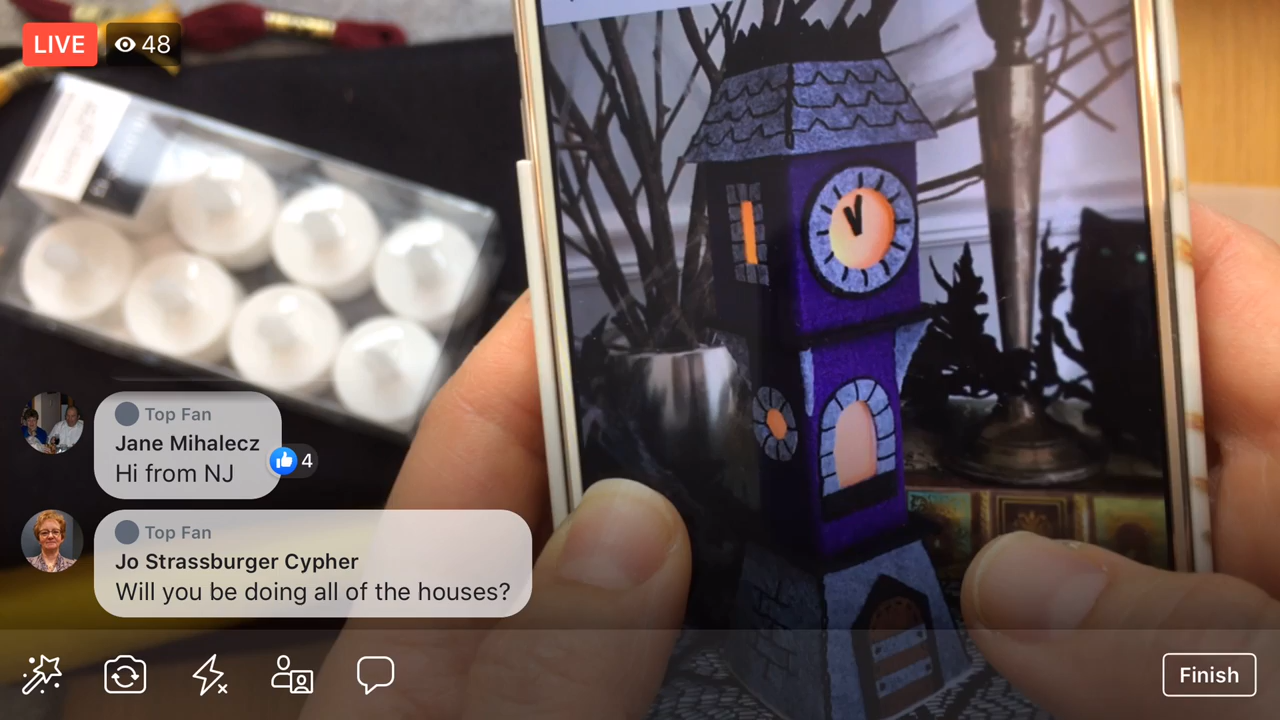 LIVE
48
Top Fan
Jane Mihalecz
Hi from NJ
4
Top Fan
Jo Strassburger Cypher
Will you be doing all of the houses?
Finish